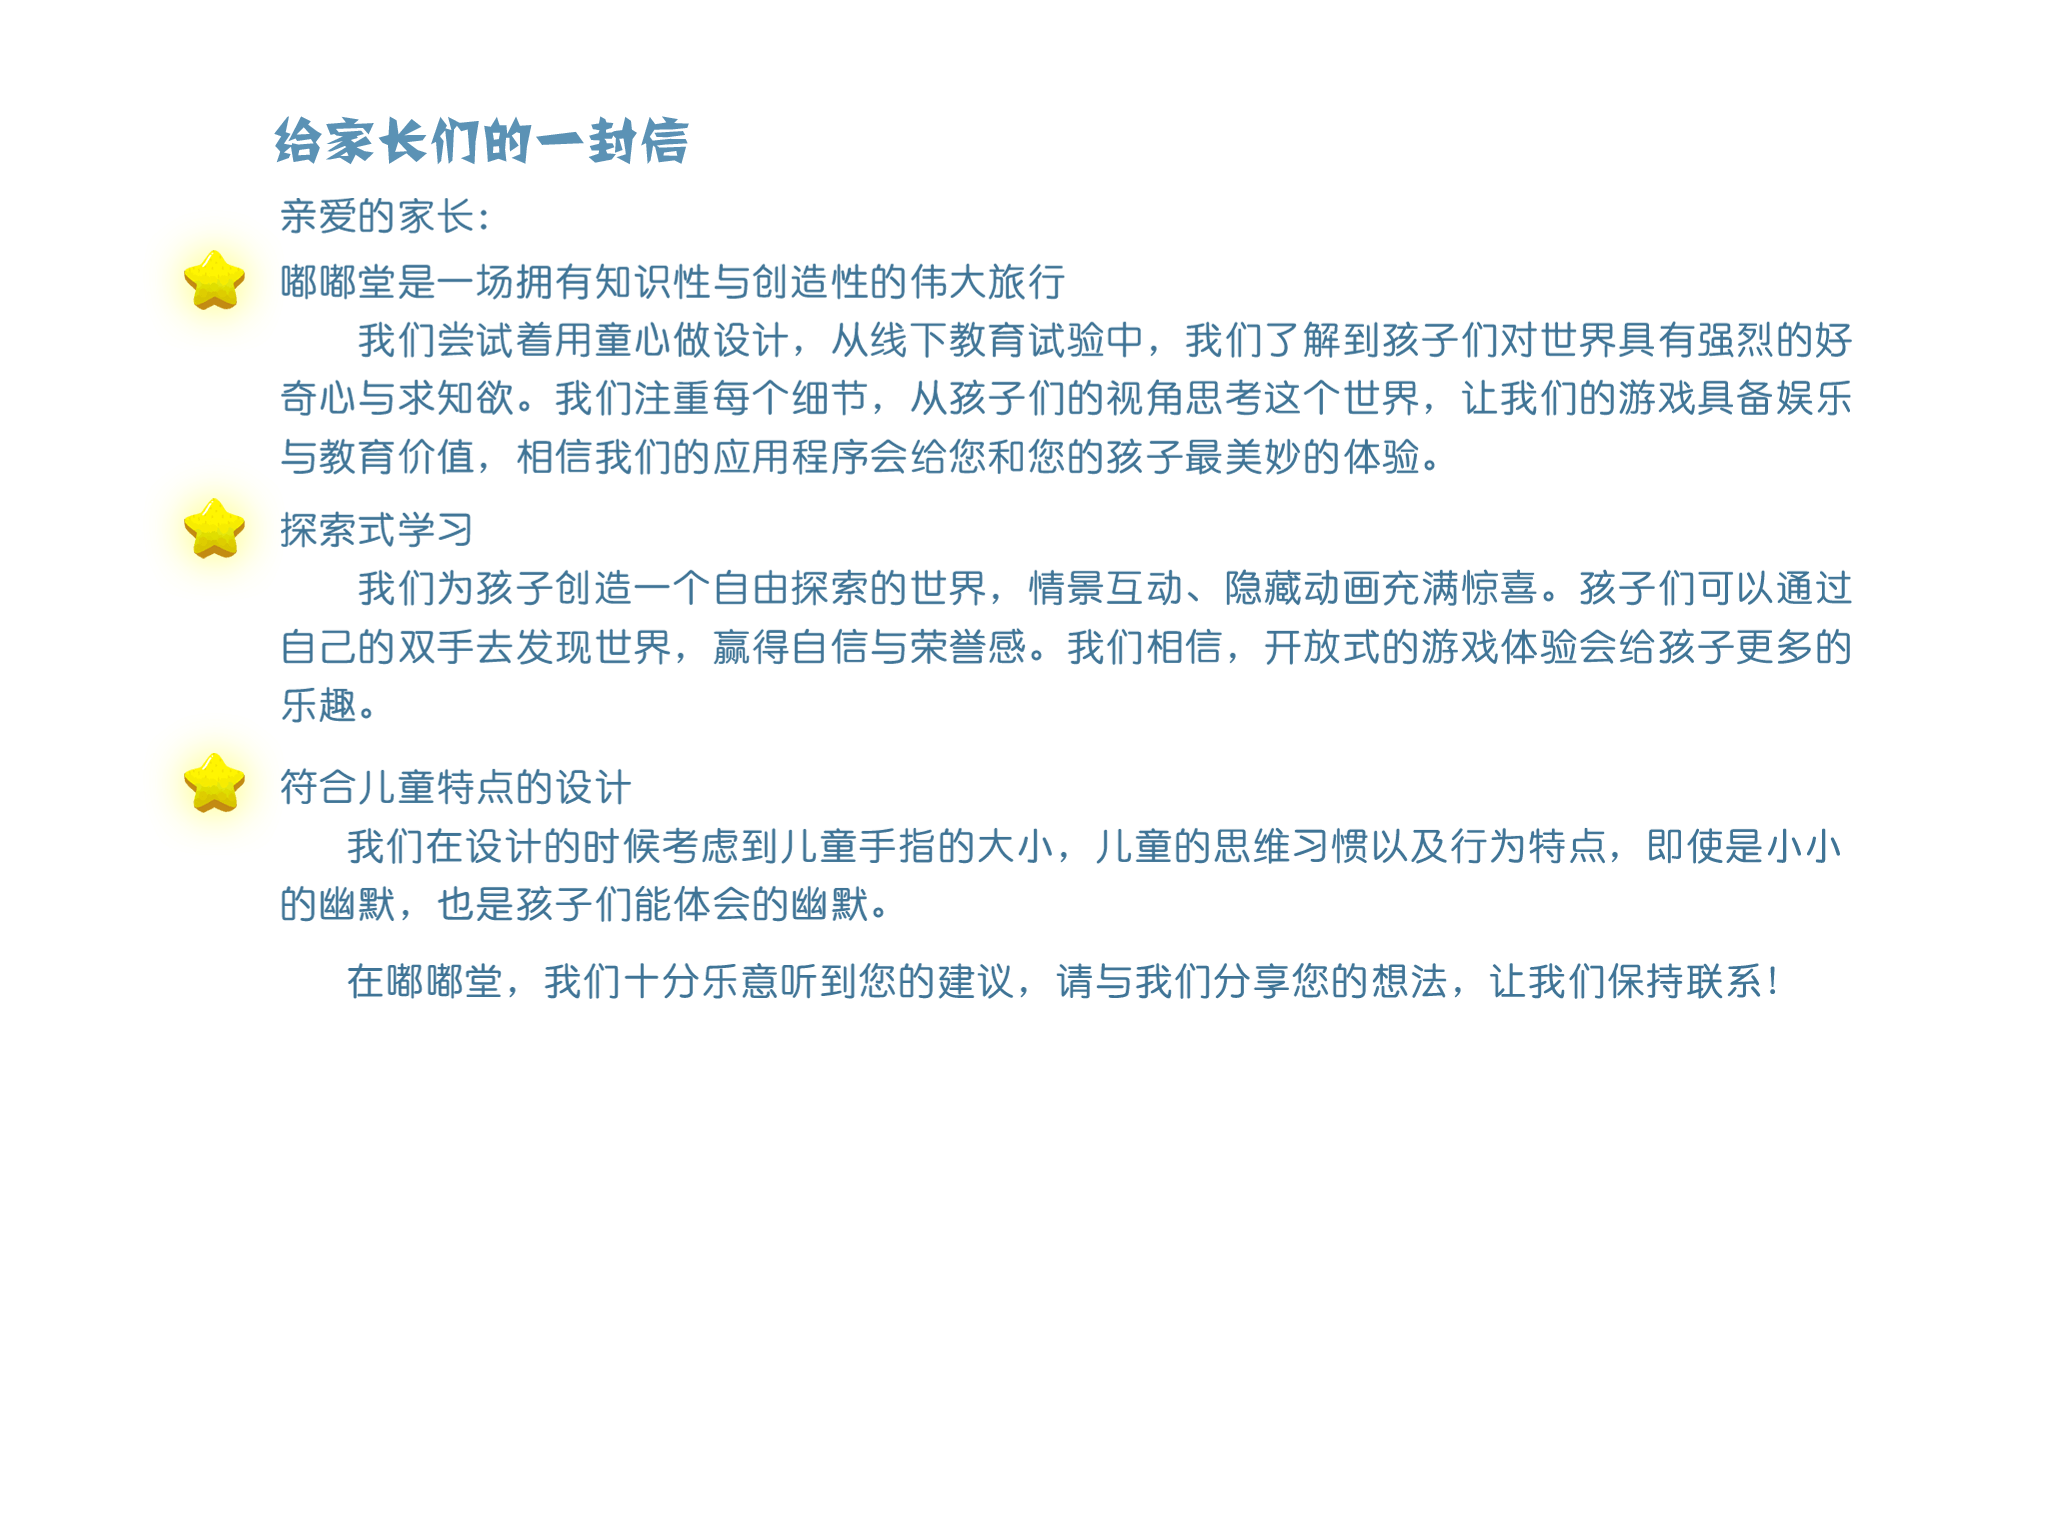 给家长们的一封信
亲爱的家长：
嘟嘟堂是一场拥有知识性与创造性的伟大旅行
我们尝试着用童心做设计，从线下教育试验中，我们了解到孩子们对世界具有强烈的好
奇心与求知欲。我们注重每个细节，从孩子们的视角思考这个世界，让我们的游戏具备娱乐
与教育价值，相信我们的应用程序会给您和您的孩子最美妙的体验。
探索式学习
我们为孩子创造一个自由探索的世界，情景互动、隐藏动画充满惊喜。孩子们可以通过
自己的双手去发现世界，赢得自信与荣誉感。我们相信，开放式的游戏体验会给孩子更多的
乐趣。
符合儿童特点的设计
我们在设计的时候考虑到儿童手指的大小，儿童的思维习惯以及行为特点，即使是小小
的幽默，也是孩子们能体会的幽默。
在嘟嘟堂，我们十分乐意听到您的建议，请与我们分享您的想法，让我们保持联系！